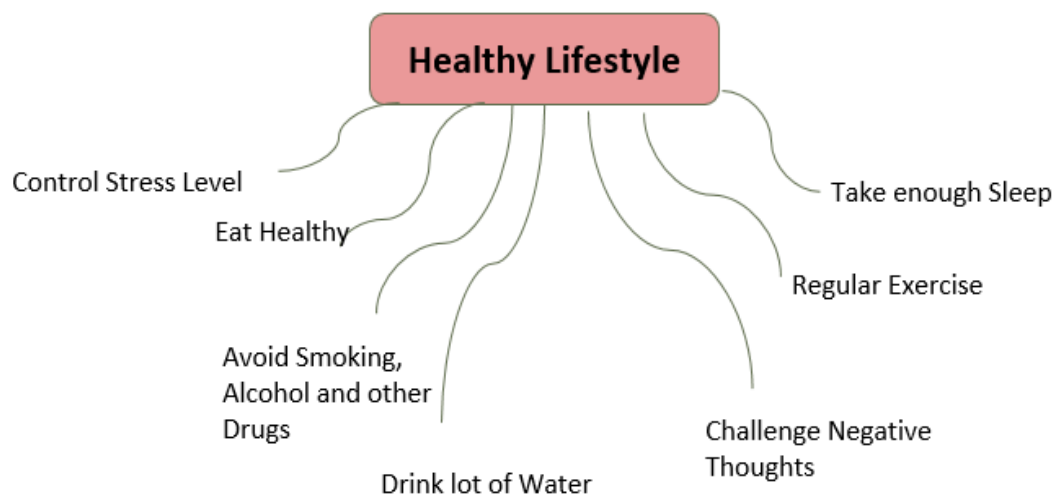 Healthy Lifestyle
Control Stress Level
Take enough Sleep
Eat Healthy
Regular Exercise
Avoid Smoking,
Alcohol and other
Drugs
Challenge Negative
Thoughts
Drink lot of Water